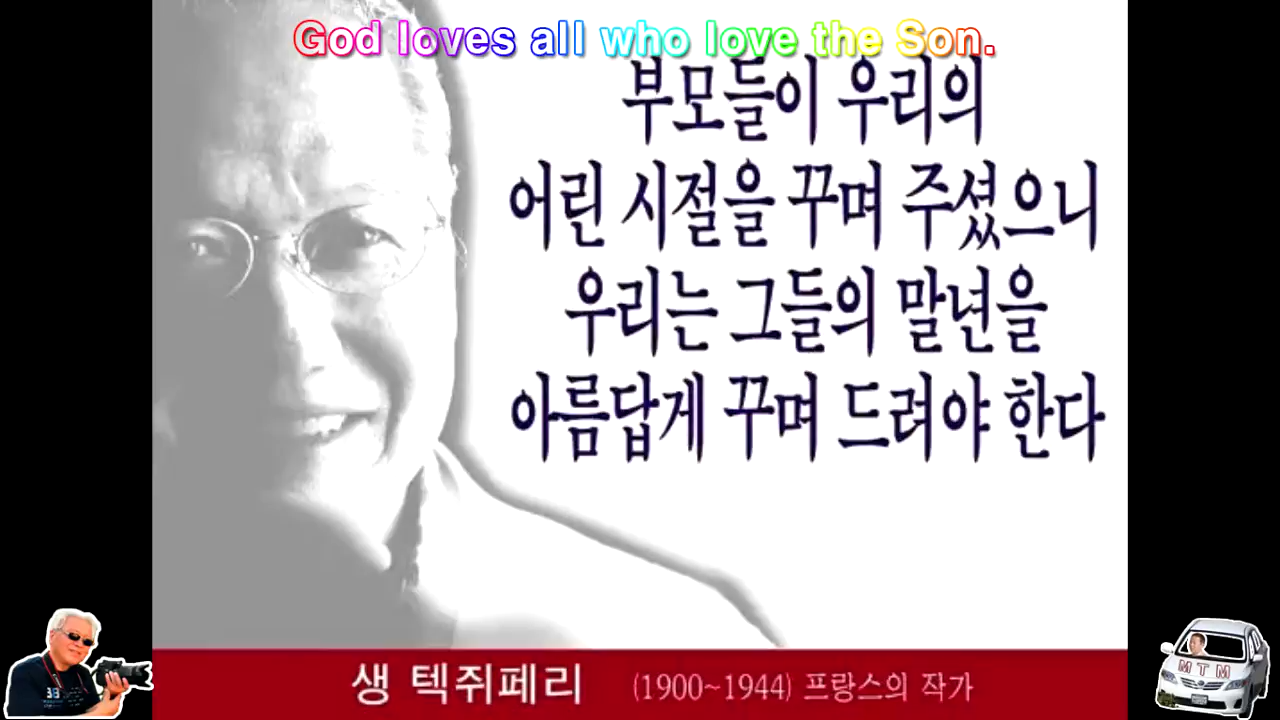 God loves all who love the Son.
부모들이 우리의
어린 시절을 꾸며 주셨으니
우리는 그들의 말년을
아름답게 꾸며 드려야 한다
생 텍쥐페리 (1900~1944) 프랑스의 작가
MTM